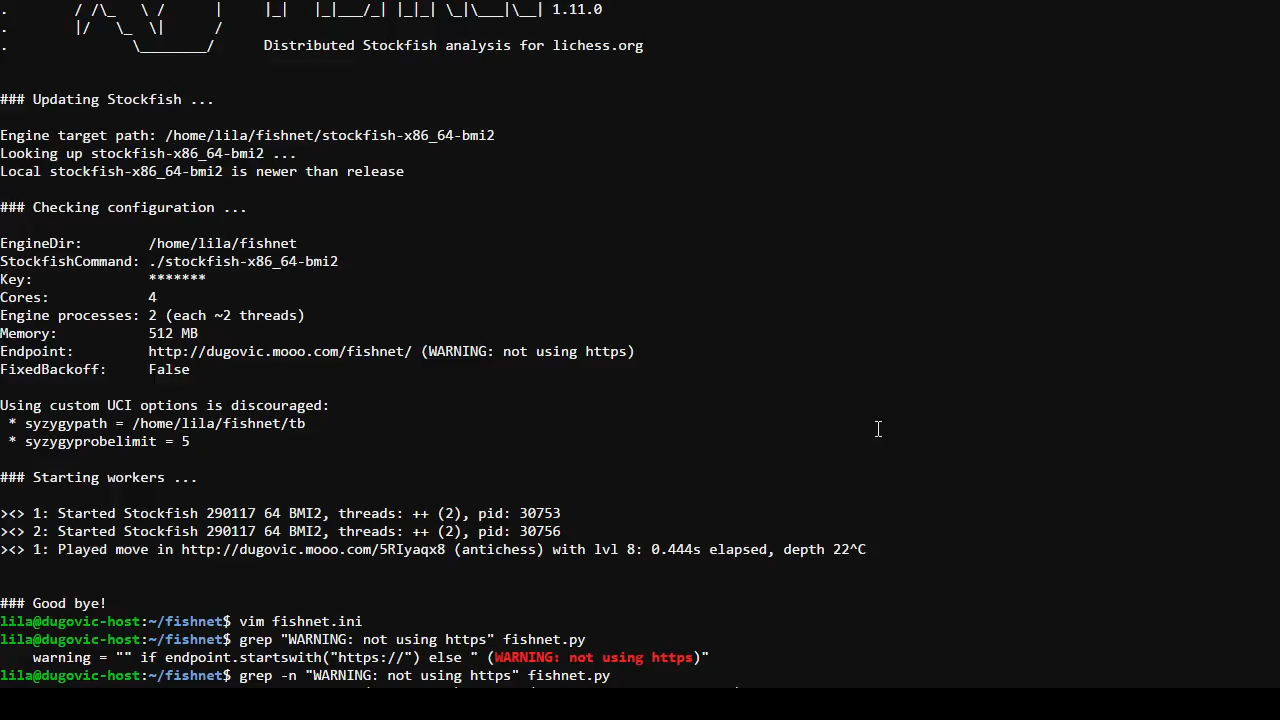 .       / /\_   \ /      |     |_|   |_|___/_| |_|_| \_|\___|\__| 1.11.0
.       |/   \_  \|     /
.              \________/      Distributed Stockfish analysis for lichess.org
### Updating Stockfish ...
Engine target path: /home/lila/fishnet/stockfish-x86_64-bmi2
Looking up stockfish-x86_64-bmi2 ...
Local stockfish-x86_64-bmi2 is newer than release
### Checking configuration ...
EngineDir:        /home/lila/fishnet
StockfishCommand: ./stockfish-x86_64-bmi2
Key:              *******
Cores:            4
Engine processes: 2 (each ~2 threads)
Memory:           512 MB
Endpoint:         http://dugovic.mooo.com/fishnet/ (WARNING: not using https)
FixedBackoff:     False
Using custom UCI options is discouraged:
 * syzygypath = /home/lila/fishnet/tb
 * syzygyprobelimit = 5
### Starting workers ...
><> 1: Started Stockfish 290117 64 BMI2, threads: ++ (2), pid: 30753
><> 2: Started Stockfish 290117 64 BMI2, threads: ++ (2), pid: 30756
><> 1: Played move in http://dugovic.mooo.com/5RIyaqx8 (antichess) with lvl 8: 0.444s elapsed, depth 22^C
### Good bye!
lila@dugovic-host:~/fishnet$ vim fishnet.ini
lila@dugovic-host:~/fishnet$ grep "WARNING: not using https" fishnet.py
    warning = "" if endpoint.startswith("https://") else " (WARNING: not using https)"
lila@dugovic-host:~/fishnet$ grep -n "WARNING: not using https" fishnet.py